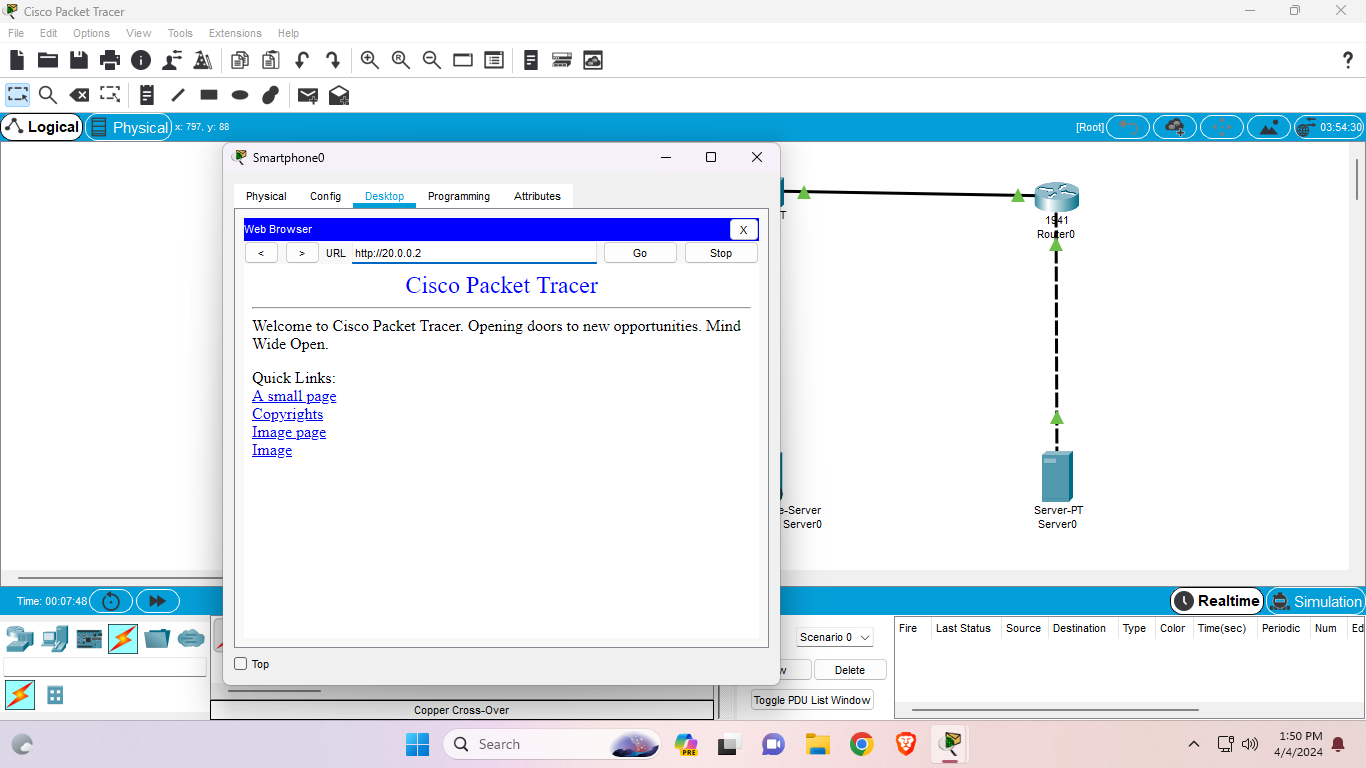 Cisco Packet Tracer
File Edit Options View Tools Extensions Help
Logical Physical x: 797, y: 88 [Root] 03:54:30
Smartphone0
Physical Config Desktop Programming Attributes
Web Browser X
< > URL http://20.0.0.2 Go Stop
Cisco Packet Tracer
Welcome to Cisco Packet Tracer. Opening doors to new opportunities. Mind
Wide Open.
Quick Links:
A small page
Copyrights
Image page
Image
Top
T
1941
Router0
e-Server
Server0
Server-PT
Server0
Time: 00:07:48 Realtime Simulation
Scenario 0
w Delete
Toggle PDU List Window
Fire Last Status Source Destination Type Color Time(sec) Periodic Num Ed
Copper Cross-Over
Search PRE
1:50 PM
4/4/2024